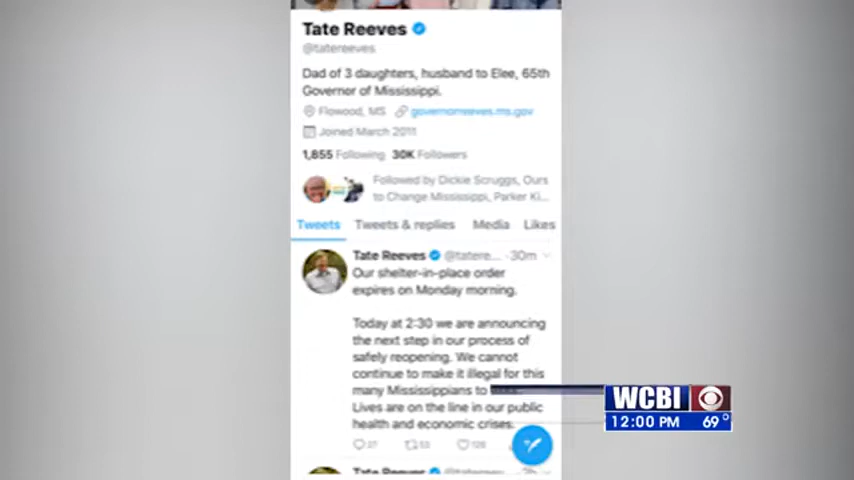 Tate Reeves
@tatereeves
Dad of 3 daughters, husband to Elee, 65th
Governor of Mississippi.
Flowood, MS governorreeves.ms.gov
Joined March 2011
1,855 Following 30K Followers
Followed by Dickie Scruggs, Ours
to Change Mississippi, Parker Ki...
Tweets Tweets & replies Media Likes
Tate Reeves @tatere... ·30m
Our shelter-in-place order
expires on Monday morning.
Today at 2:30 we are announcing
the next step in our process of
safely reopening. We cannot
continue to make it illegal for this
many Mississippians to
Lives are on the line in our public
health and economic crises.
27 53 126
Tate Reeves
WCBI
12:00 PM 69°